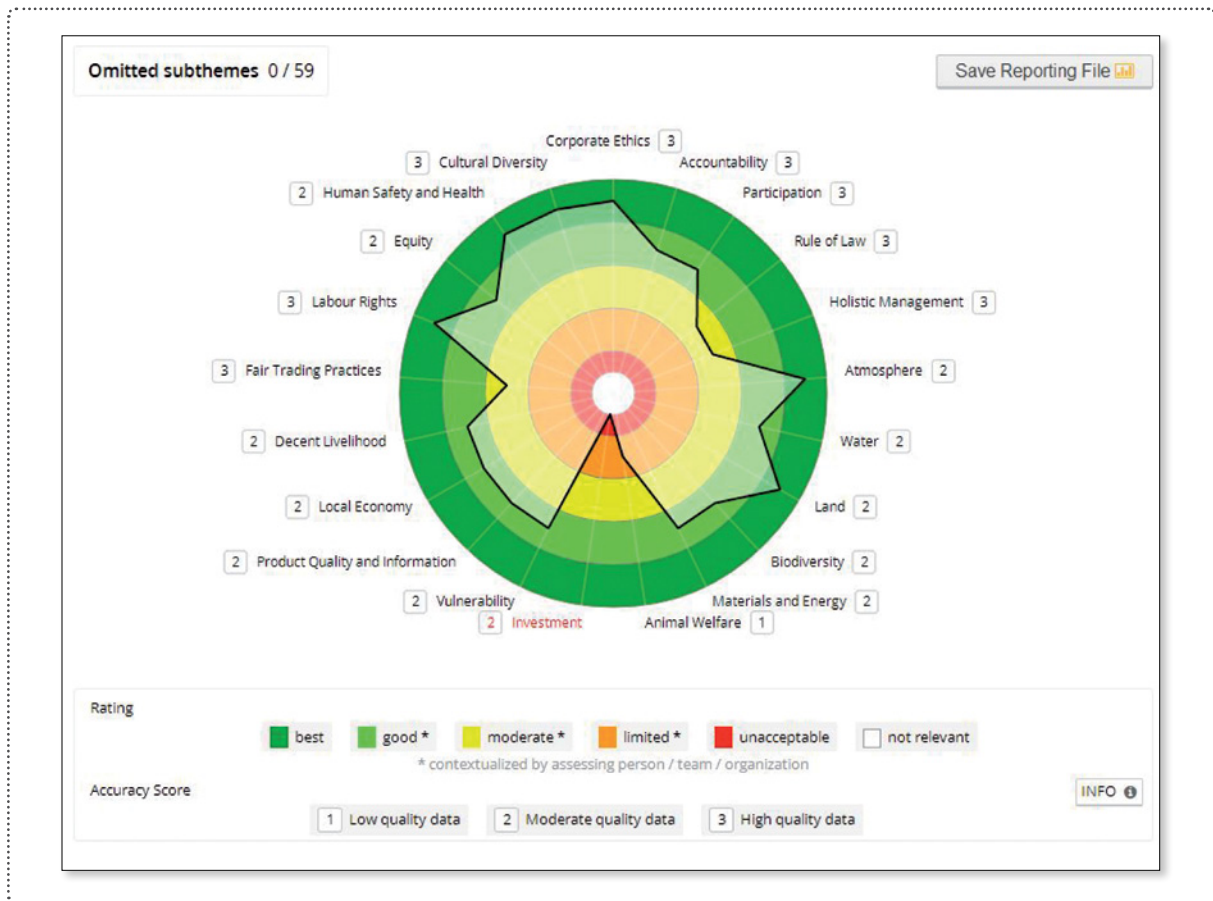 Omitted subthemes 0 / 59
Save Reporting File
Corporate Ethics 3
3 Cultural Diversity
Accountability 3
2 Human Safety and Health
Participation 3
2 Equity
Rule of Law 3
3 Labour Rights
Holistic Management 3
3 Fair Trading Practices
Atmosphere 2
2 Decent Livelihood
Water 2
2 Local Economy
Land 2
2 Product Quality and Information
Biodiversity 2
2 Vulnerability
Materials and Energy 2
2 Investment
Animal Welfare 1
Rating
best good * moderate * limited * unacceptable not relevant
* contextualized by assessing person / team / organization
Accuracy Score
INFO
1 Low quality data 2 Moderate quality data 3 High quality data